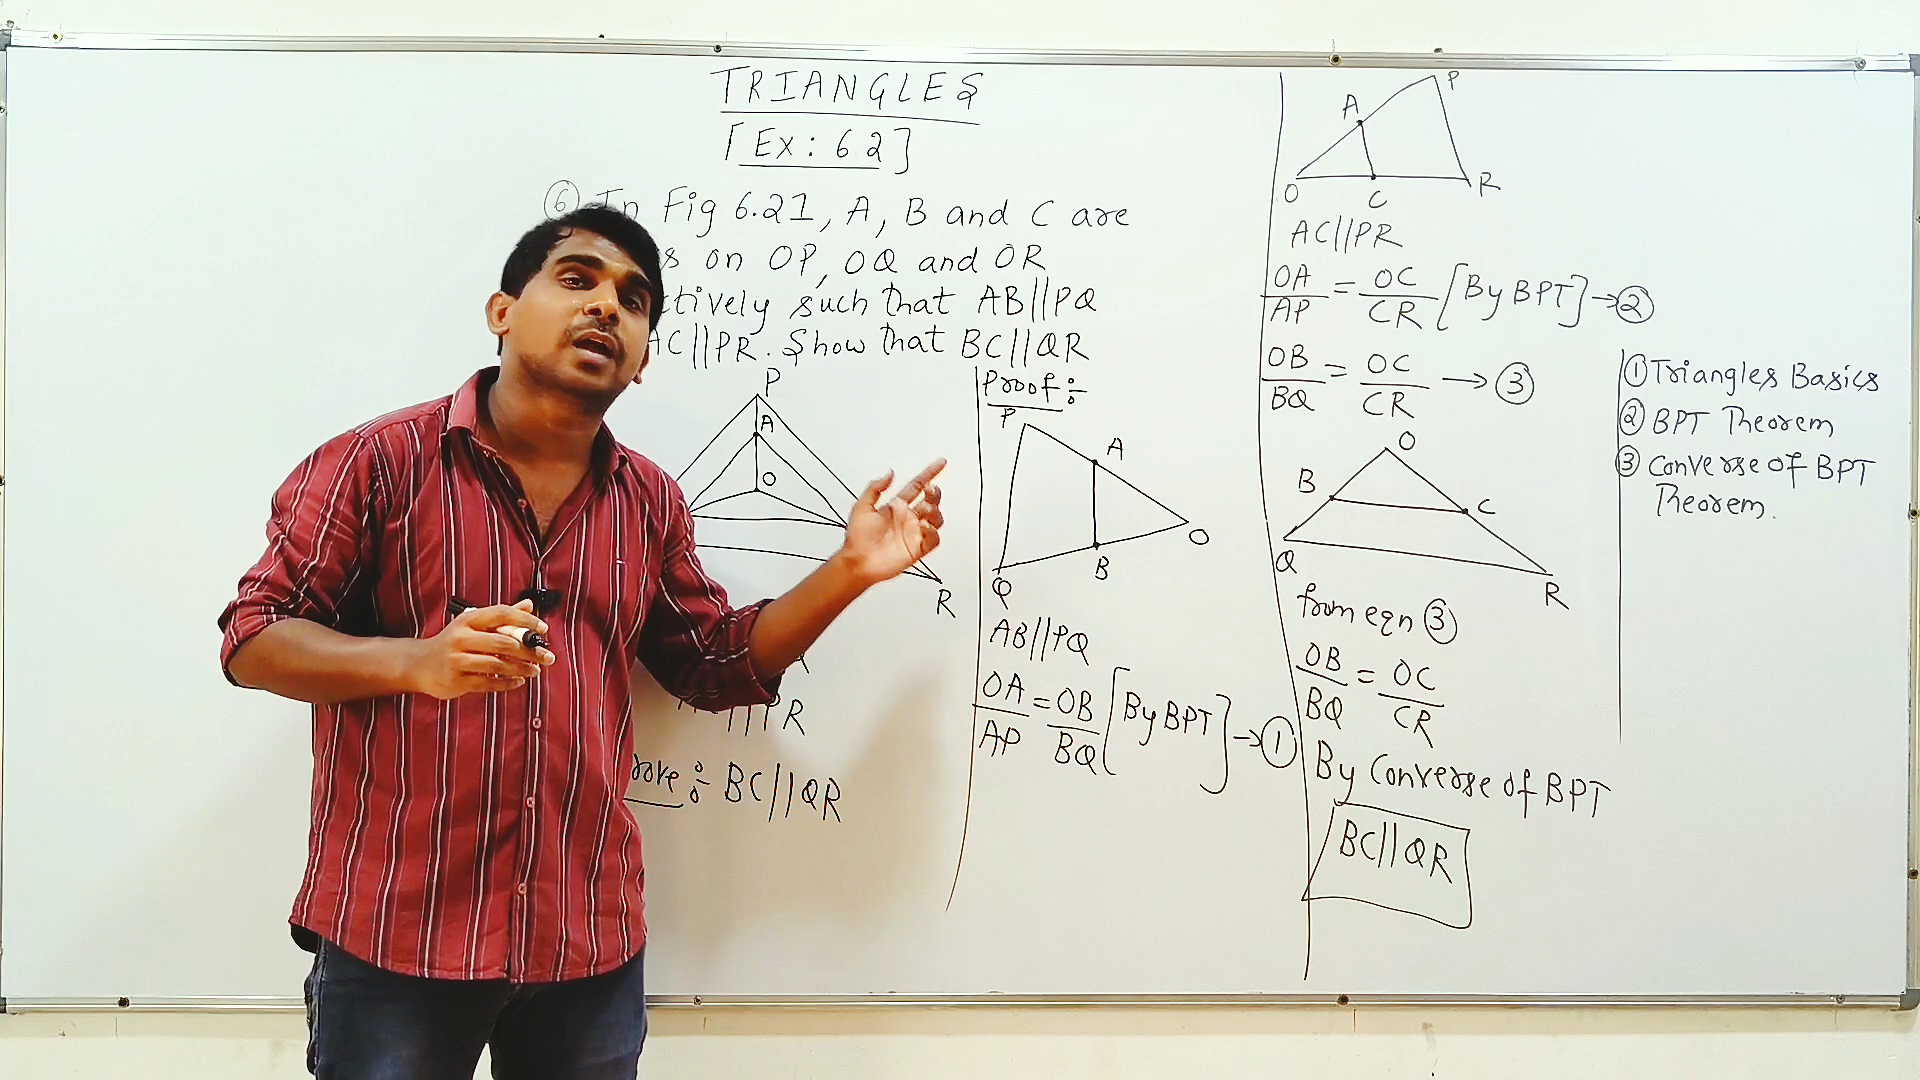 TRIANGLES
[Ex: 6.2]
⑥ In Fig 6.21, A, B and C are
on OP, OQ and OR
such that AB||PQ
AC||PR. Show that BC||QR
P
A
O
R
||PR
BC||QR
Proof:
P
A
O
B
Q
AB||PQ
OA/AP = OB/BQ [By BPT] → ①
P
A
O
C
R
AC||PR
OA/AP = OC/CR [By BPT] → ②
OB/BQ = OC/CR → ③
O
B
C
Q
R
from eqn ③
OB/BQ = OC/CR
By Converse of BPT
BC||QR
① Triangles Basics
② BPT Theorem
③ Converse of BPT
Theorem.